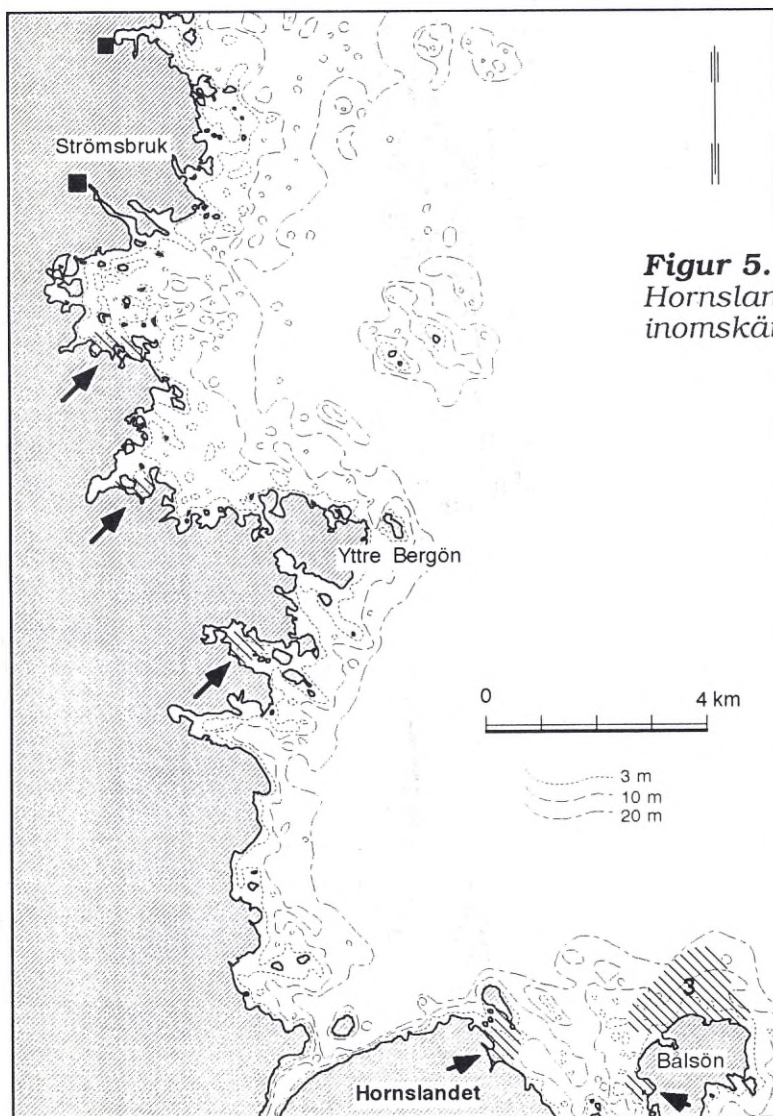 Strömsbruk
Figur 5.
Hornslan
inomskär
Yttre Bergön
0 4 km
3 m
10 m
20 m
3
Balsön
Hornslandet